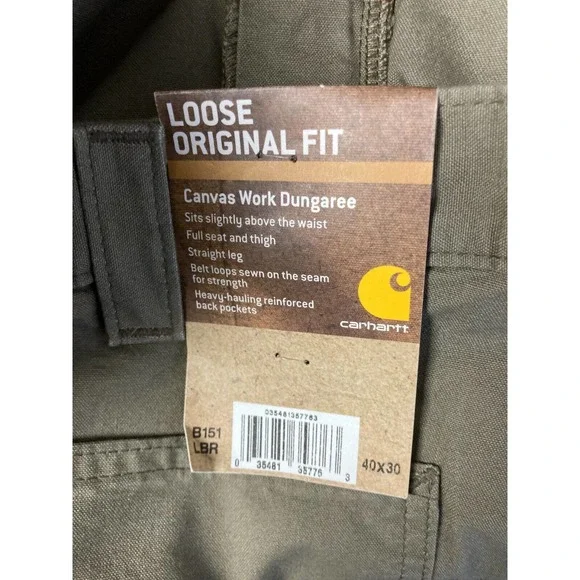 LOOSE
ORIGINAL FIT
Canvas Work Dungaree
Sits slightly above the waist
Full seat and thigh
Straight leg
Belt loops sewn on the seam
for strength
Heavy-hauling reinforced
back pockets
carhartt
035481357763
B151
LBR
0 35481 35776 3
40X30